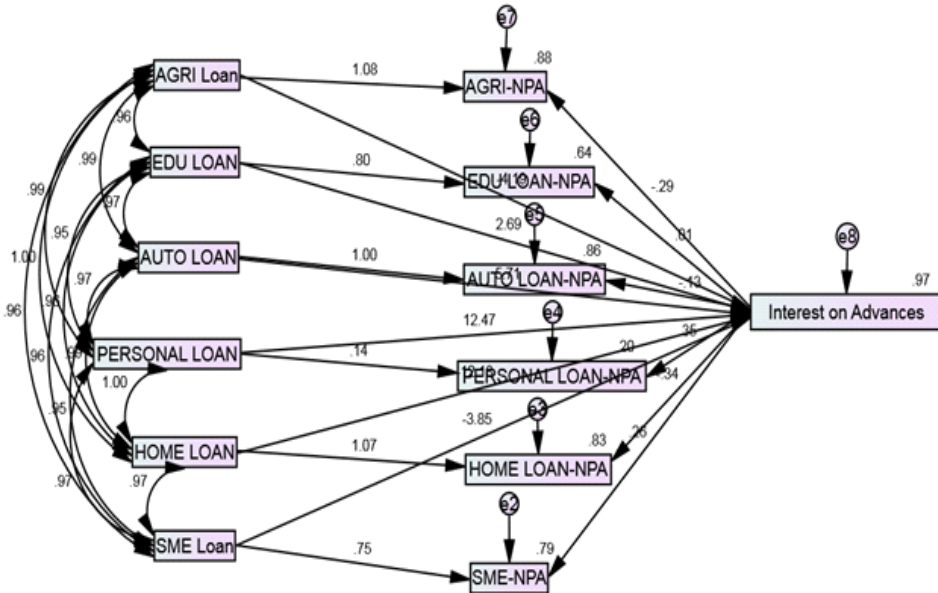 e7
.88
AGRI Loan
1.08
AGRI-NPA
.96
e6
.64
.99
EDU LOAN
.80
EDU LOAN-NPA
-.29
.99
.97
2.69
e5
.01
.95
.86
e8
1.00
AUTO LOAN
1.00
AUTO LOAN-NPA
-.13
.97
.97
Interest on Advances
.96
e4
12.47
.35
PERSONAL LOAN
.14
.20
.96
PERSONAL LOAN-NPA
.34
1.00
e3
.95
-3.85
.26
HOME LOAN
1.07
.83
HOME LOAN-NPA
.97
.97
e2
SME Loan
.75
.79
SME-NPA